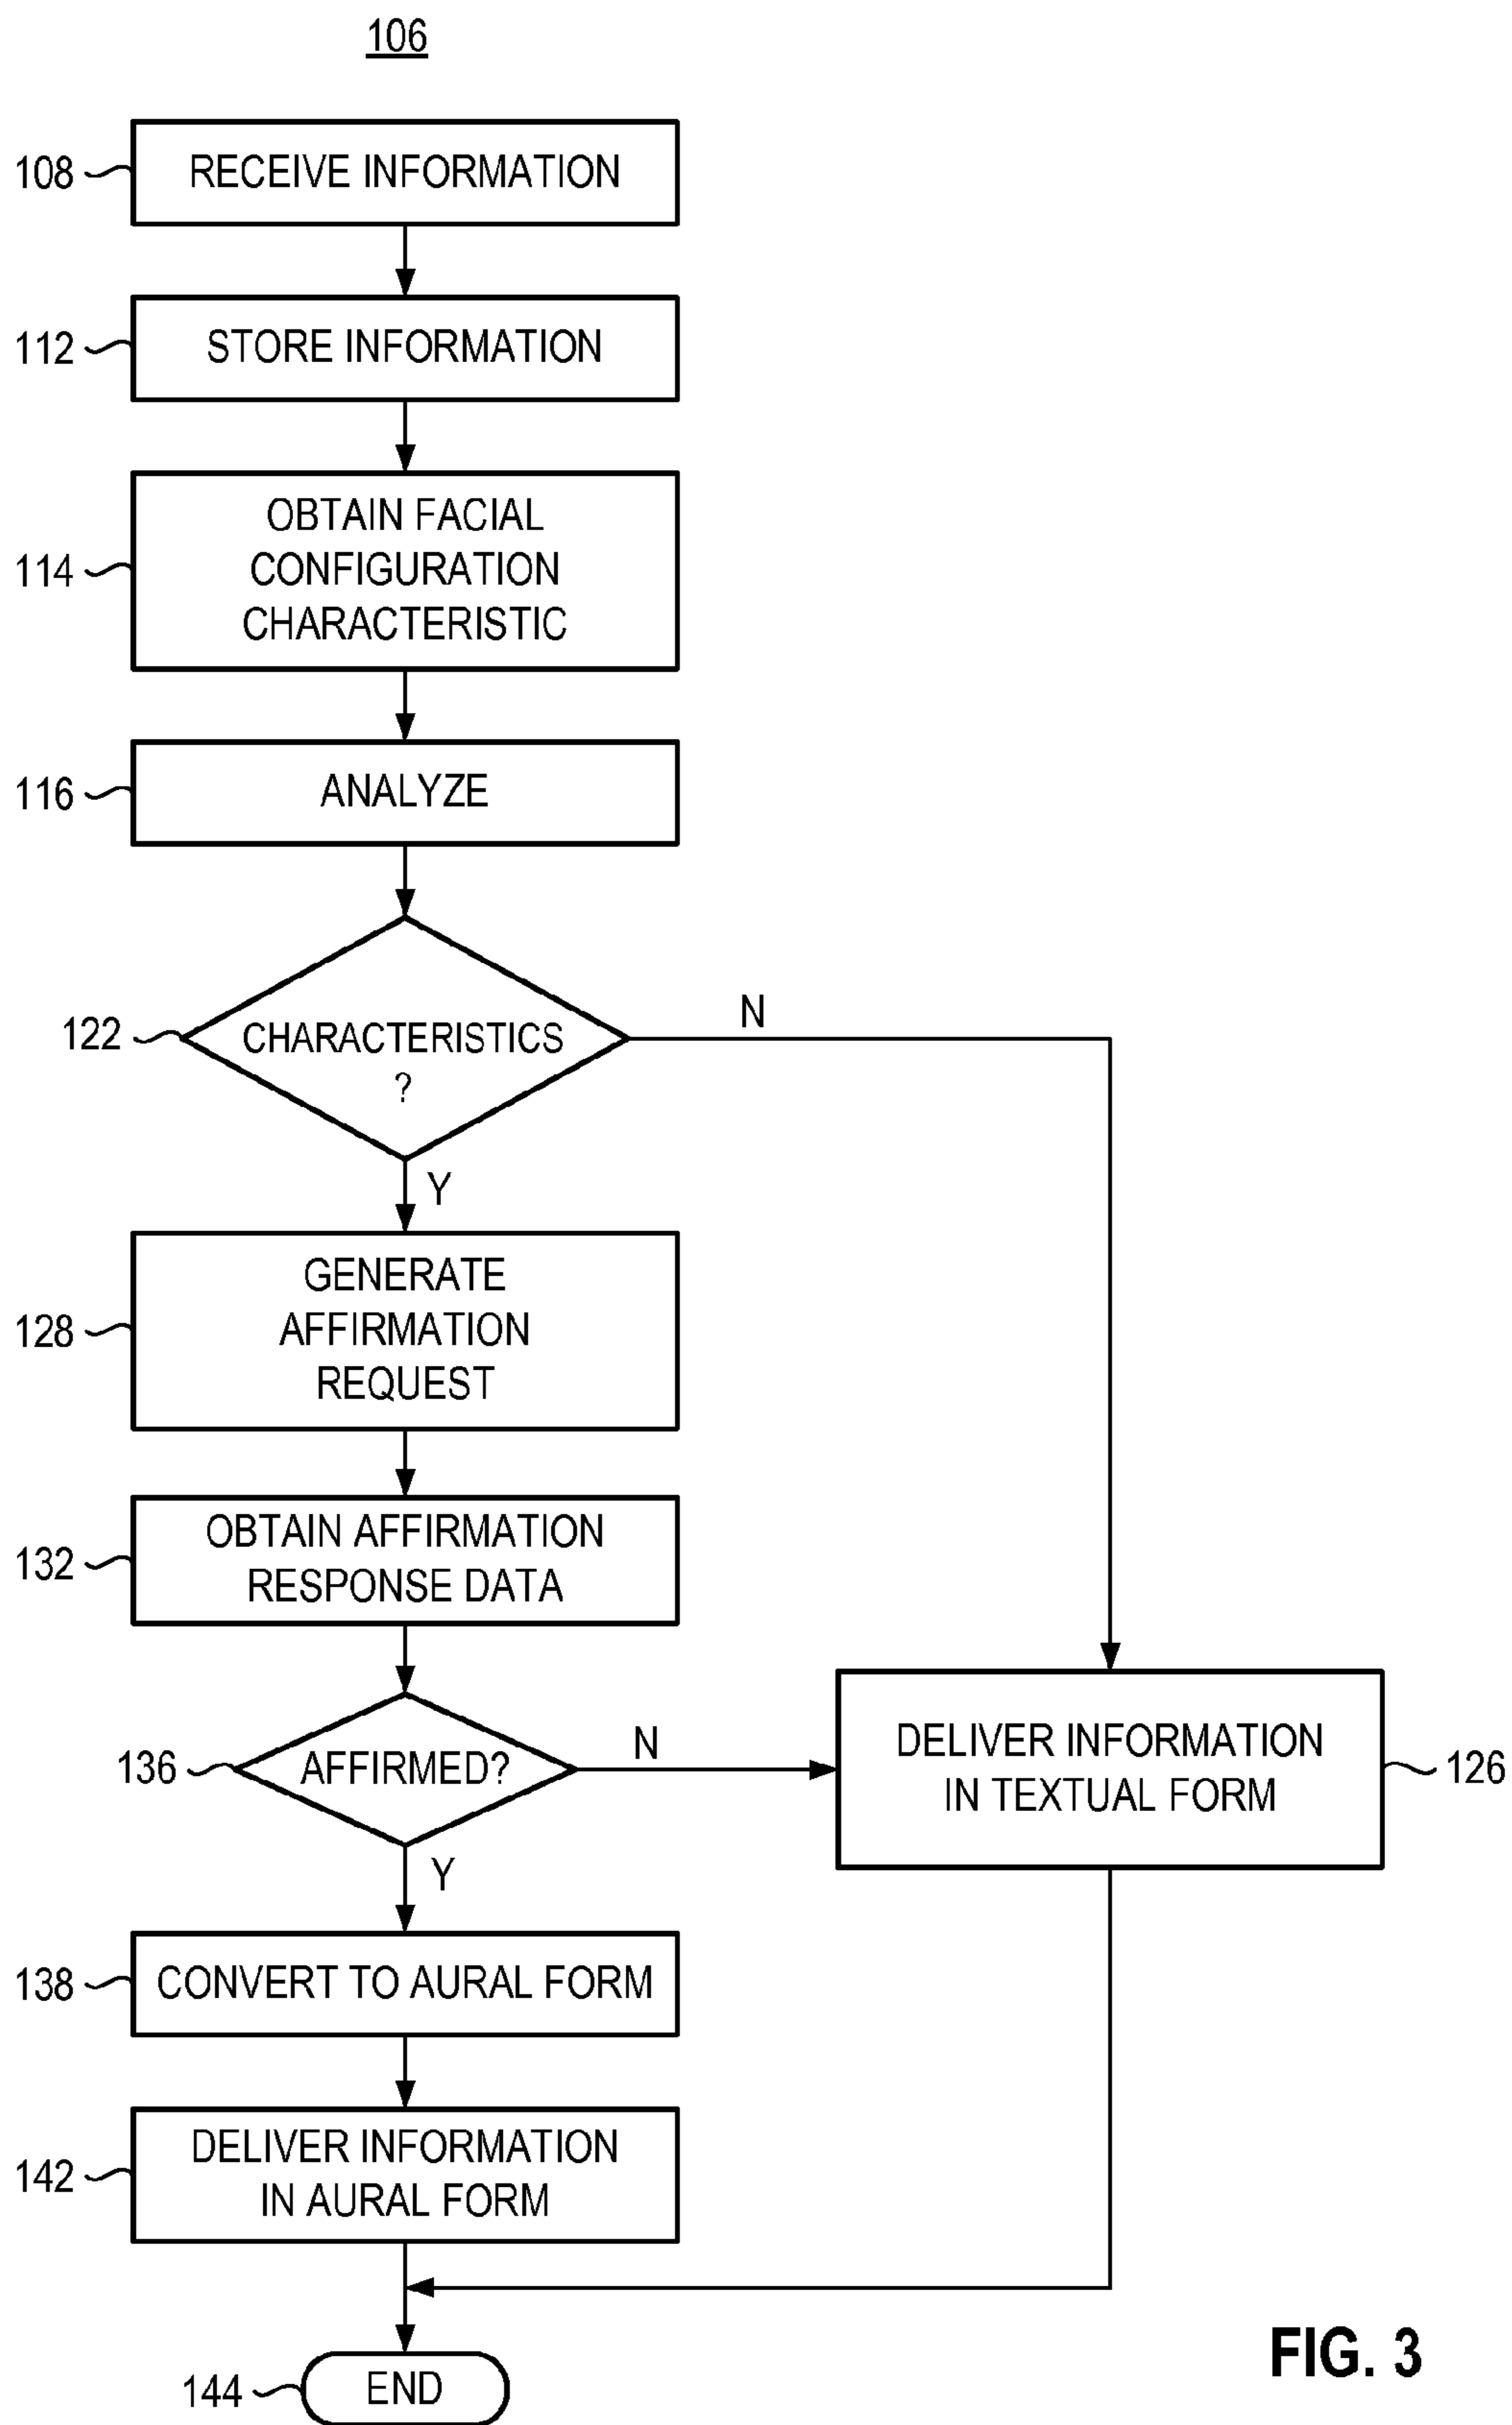 106
108
RECEIVE INFORMATION
112
STORE INFORMATION
114
OBTAIN FACIAL
CONFIGURATION
CHARACTERISTIC
116
ANALYZE
122
CHARACTERISTICS
?
N
Y
128
GENERATE
AFFIRMATION
REQUEST
132
OBTAIN AFFIRMATION
RESPONSE DATA
136
AFFIRMED?
N
DELIVER INFORMATION
IN TEXTUAL FORM
126
Y
138
CONVERT TO AURAL FORM
142
DELIVER INFORMATION
IN AURAL FORM
144
END
FIG. 3